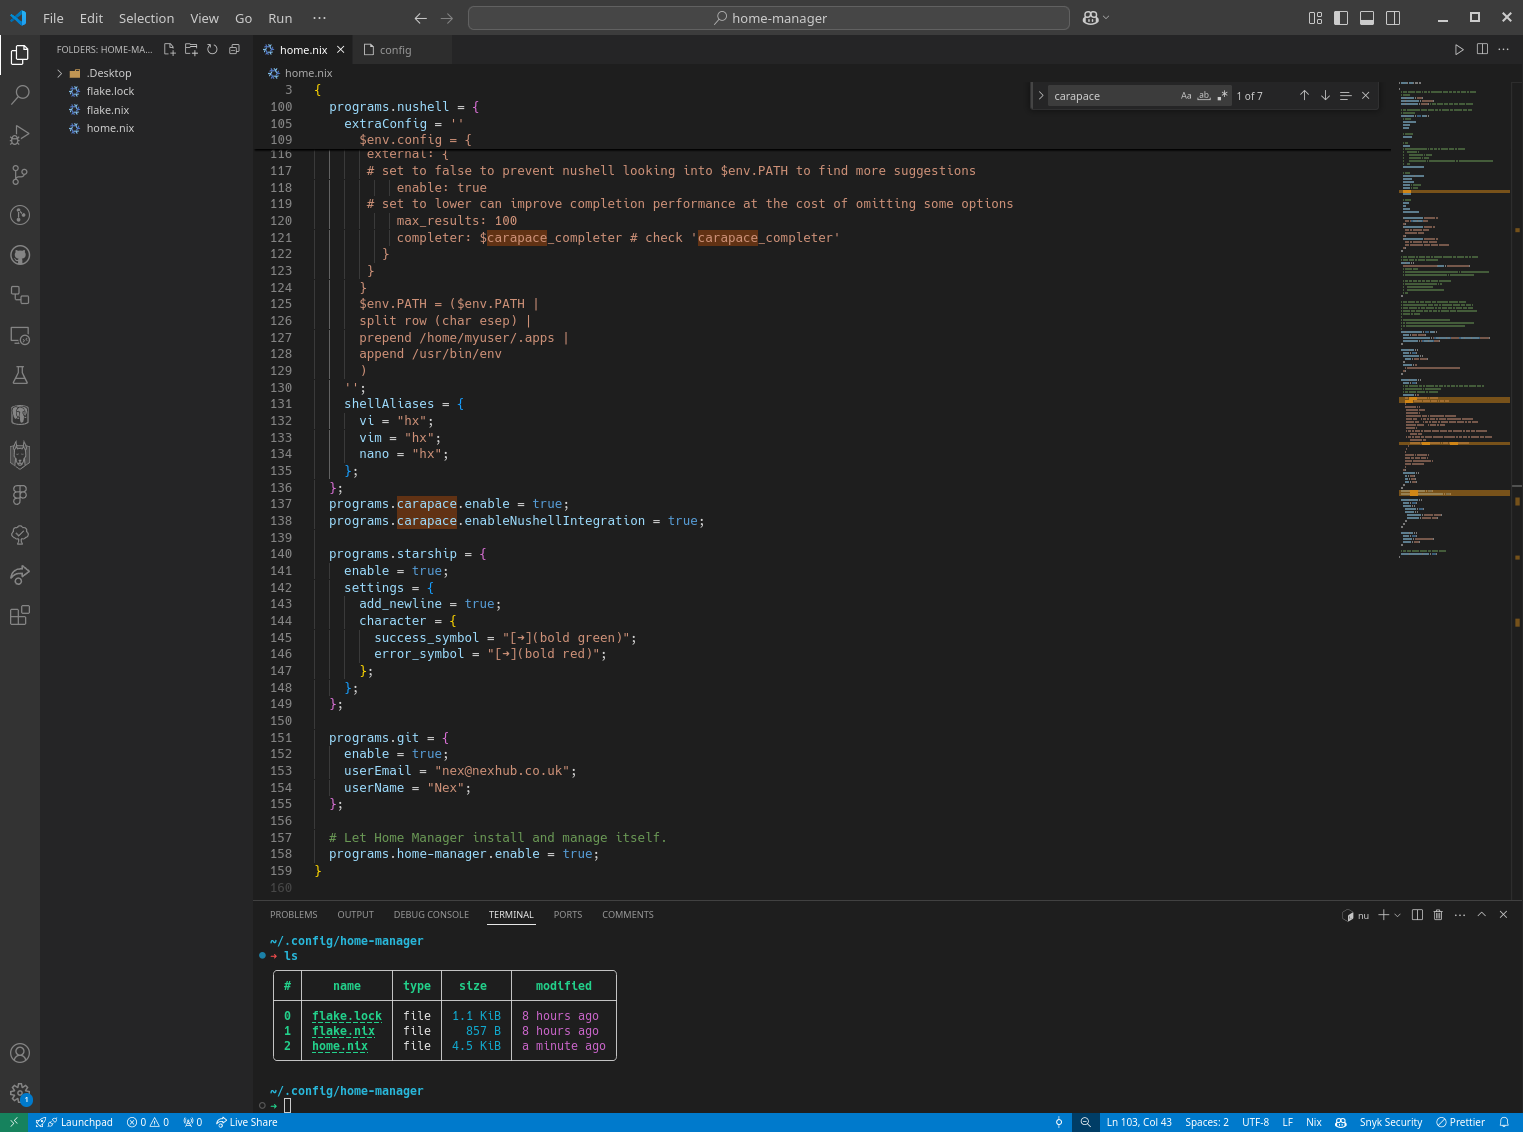 File Edit Selection View Go Run ···
home-manager
FOLDERS: HOME-MA...
.Desktop
flake.lock
flake.nix
home.nix
home.nix
config
home.nix
carapace
Aa
ab
1 of 7
3 {
100 programs.nushell = {
105 extraConfig = ''
109 $env.config = {
116 external: {
117 # set to false to prevent nushell looking into $env.PATH to find more suggestions
118 enable: true
119 # set to lower can improve completion performance at the cost of omitting some options
120 max_results: 100
121 completer: $carapace_completer # check 'carapace_completer'
122 }
123 }
124 }
125 $env.PATH = ($env.PATH |
126 split row (char esep) |
127 prepend /home/myuser/.apps |
128 append /usr/bin/env
129 )
130 '';
131 shellAliases = {
132 vi = "hx";
133 vim = "hx";
134 nano = "hx";
135 };
136 };
137 programs.carapace.enable = true;
138 programs.carapace.enableNushellIntegration = true;
139
140 programs.starship = {
141 enable = true;
142 settings = {
143 add_newline = true;
144 character = {
145 success_symbol = "[➜](bold green)";
146 error_symbol = "[➜](bold red)";
147 };
148 };
149 };
150
151 programs.git = {
152 enable = true;
153 userEmail = "nex@nexhub.co.uk";
154 userName = "Nex";
155 };
156
157 # Let Home Manager install and manage itself.
158 programs.home-manager.enable = true;
159 }
160
PROBLEMS OUTPUT DEBUG CONSOLE TERMINAL PORTS COMMENTS
nu
~/.config/home-manager
➜ ls
# name type size modified
0 flake.lock file 1.1 KiB 8 hours ago
1 flake.nix file 857 B 8 hours ago
2 home.nix file 4.5 KiB a minute ago
~/.config/home-manager
➜
1
Launchpad 0 0 0 Live Share
Ln 103, Col 43 Spaces: 2 UTF-8 LF Nix Snyk Security Prettier